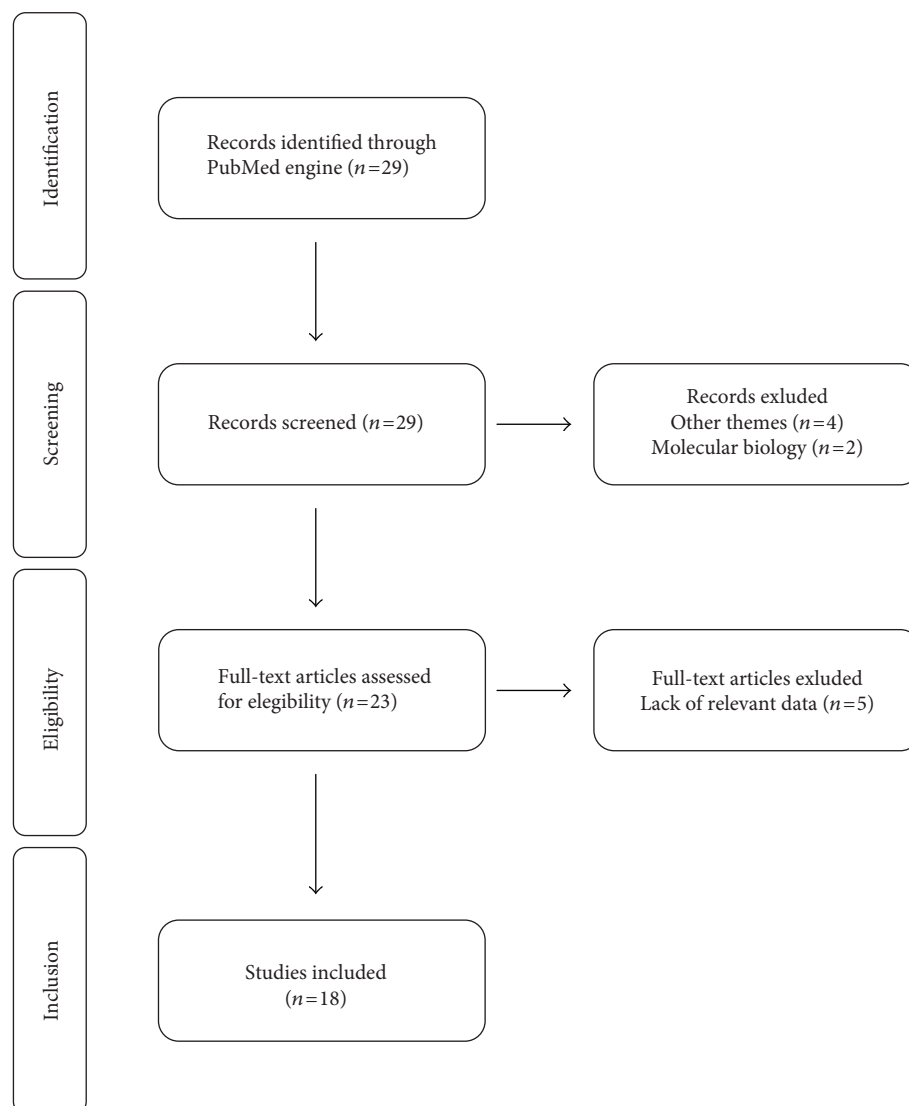 Identification
Records identified through
PubMed engine (n=29)
Screening
Records screened (n=29)
Records exluded
Other themes (n=4)
Molecular biology (n=2)
Eligibility
Full-text articles assessed
for elegibility (n=23)
Full-text articles exluded
Lack of relevant data (n=5)
Inclusion
Studies included
(n=18)